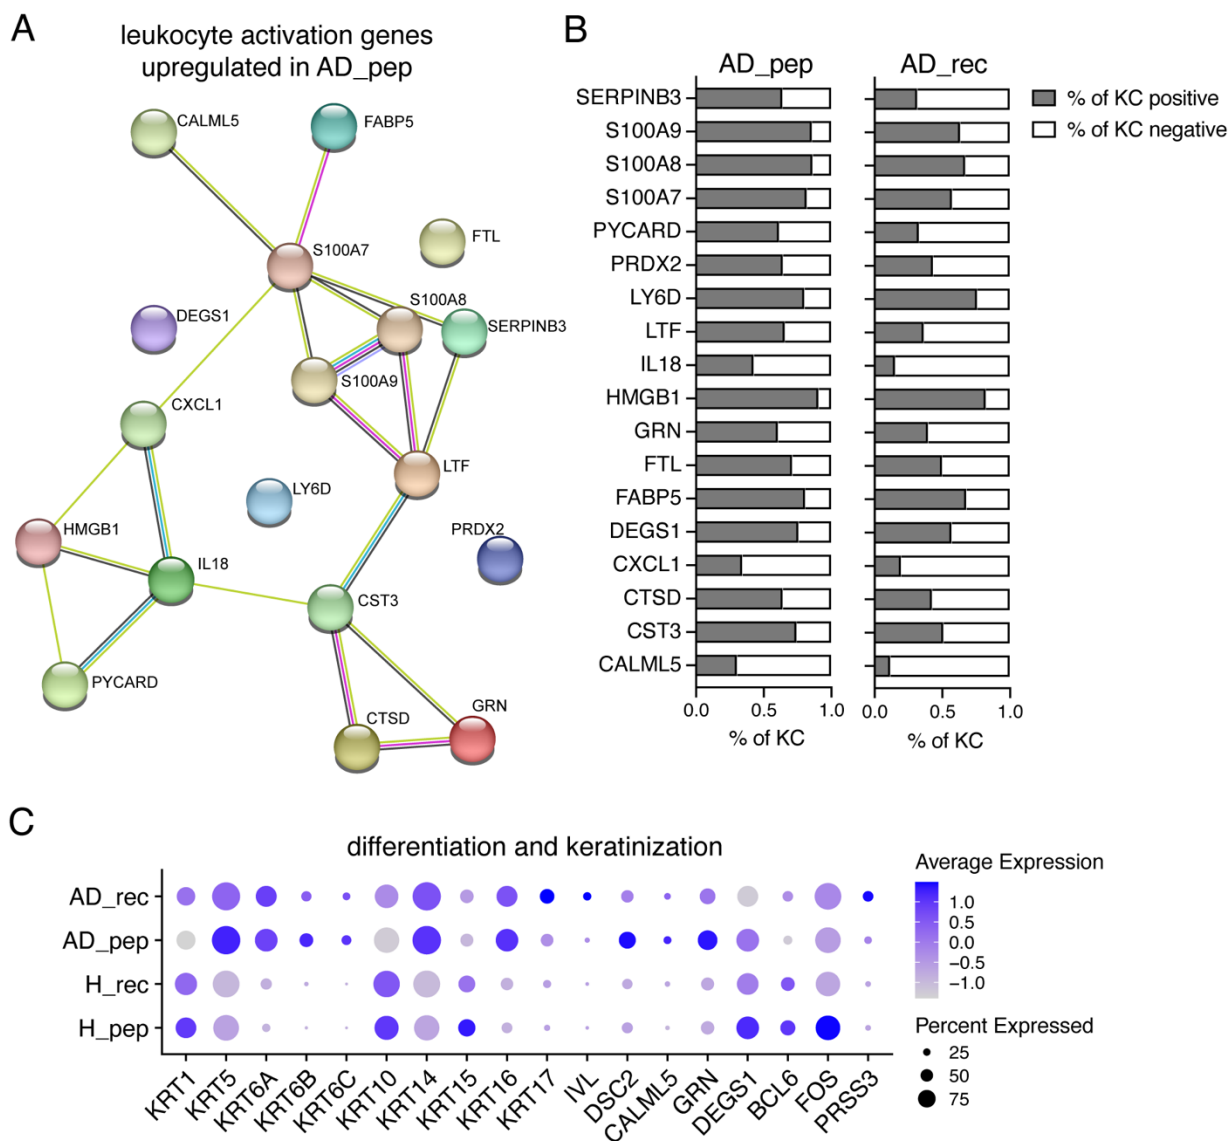 A
leukocyte activation genes
upregulated in AD_pep
CALML5
FABP5
S100A7
FTL
S100A8
DEGS1
SERPINB3
S100A9
CXCL1
LTF
LY6D
HMGB1
PRDX2
IL18
CST3
PYCARD
GRN
CTSD
B
AD_pep
AD_rec
% of KC positive
% of KC negative
SERPINB3
S100A9
S100A8
S100A7
PYCARD
PRDX2
LY6D
LTF
IL18
HMGB1
GRN
FTL
FABP5
DEGS1
CXCL1
CTSD
CST3
CALML5
0.0 0.5 1.0
0.0 0.5 1.0
% of KC
% of KC
C
differentiation and keratinization
AD_rec
AD_pep
H_rec
H_pep
KRT1
KRT5
KRT6A
KRT6B
KRT6C
KRT10
KRT14
KRT15
KRT16
KRT17
IVL
DSC2
CALML5
GRN
DEGS1
BCL6
FOS
PRSS3
Average Expression
1.0
0.5
0.0
−0.5
−1.0
Percent Expressed
25
50
75